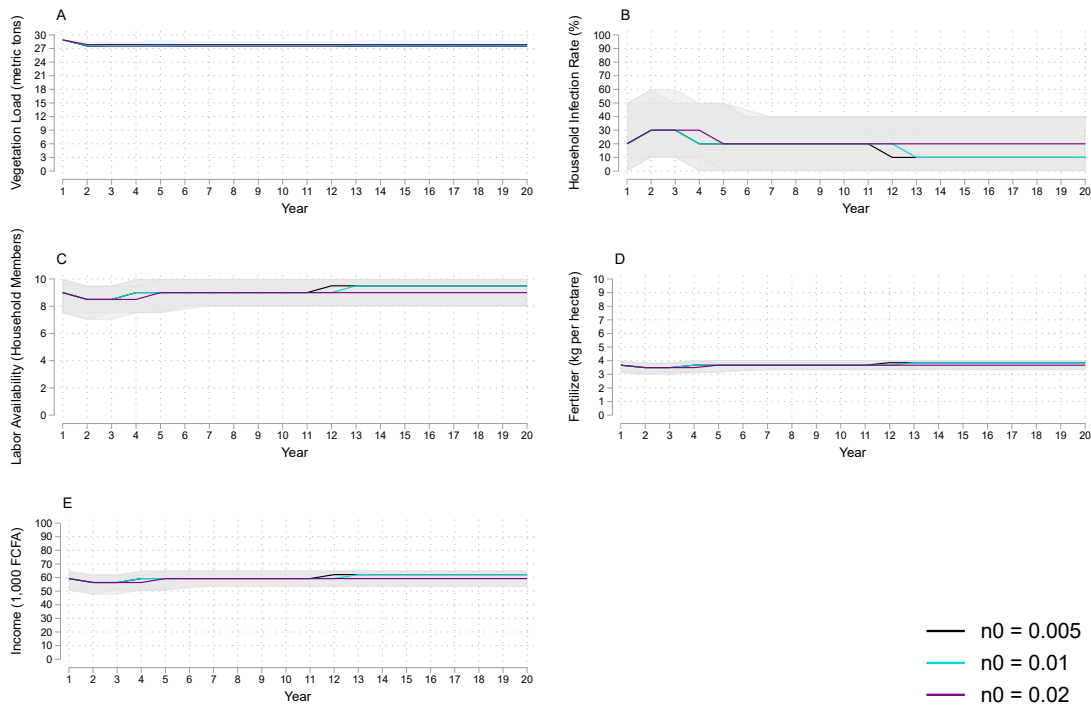 A
Vegetation Load (metric tons)
30
27
24
21
18
15
12
9
6
3
0
1 2 3 4 5 6 7 8 9 10 11 12 13 14 15 16 17 18 19 20
Year
B
Household Infection Rate (%)
100
90
80
70
60
50
40
30
20
10
0
1 2 3 4 5 6 7 8 9 10 11 12 13 14 15 16 17 18 19 20
Year
C
Labor Availability (Household Members)
10
8
6
4
2
0
1 2 3 4 5 6 7 8 9 10 11 12 13 14 15 16 17 18 19 20
Year
D
Fertilizer (kg per hectare)
10
9
8
7
6
5
4
3
2
1
0
1 2 3 4 5 6 7 8 9 10 11 12 13 14 15 16 17 18 19 20
Year
E
Income (1,000 FCFA)
100
90
80
70
60
50
40
30
20
10
0
1 2 3 4 5 6 7 8 9 10 11 12 13 14 15 16 17 18 19 20
Year
n0 = 0.005
n0 = 0.01
n0 = 0.02